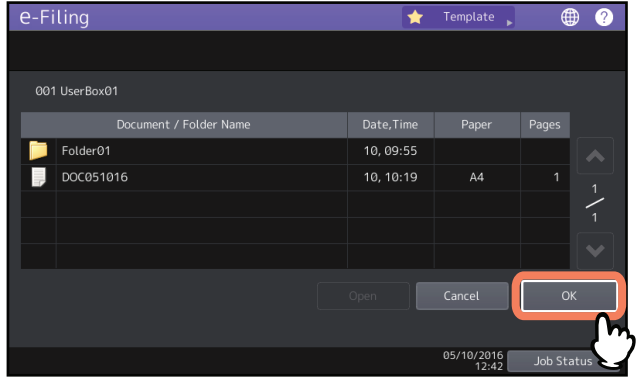 e-Filing
Template
?
001 UserBox01
Document / Folder Name Date,Time Paper Pages
Folder01 10, 09:55
DOC051016 10, 10:19 A4 1
1
1
Open Cancel OK
05/10/2016
12:42
Job Status